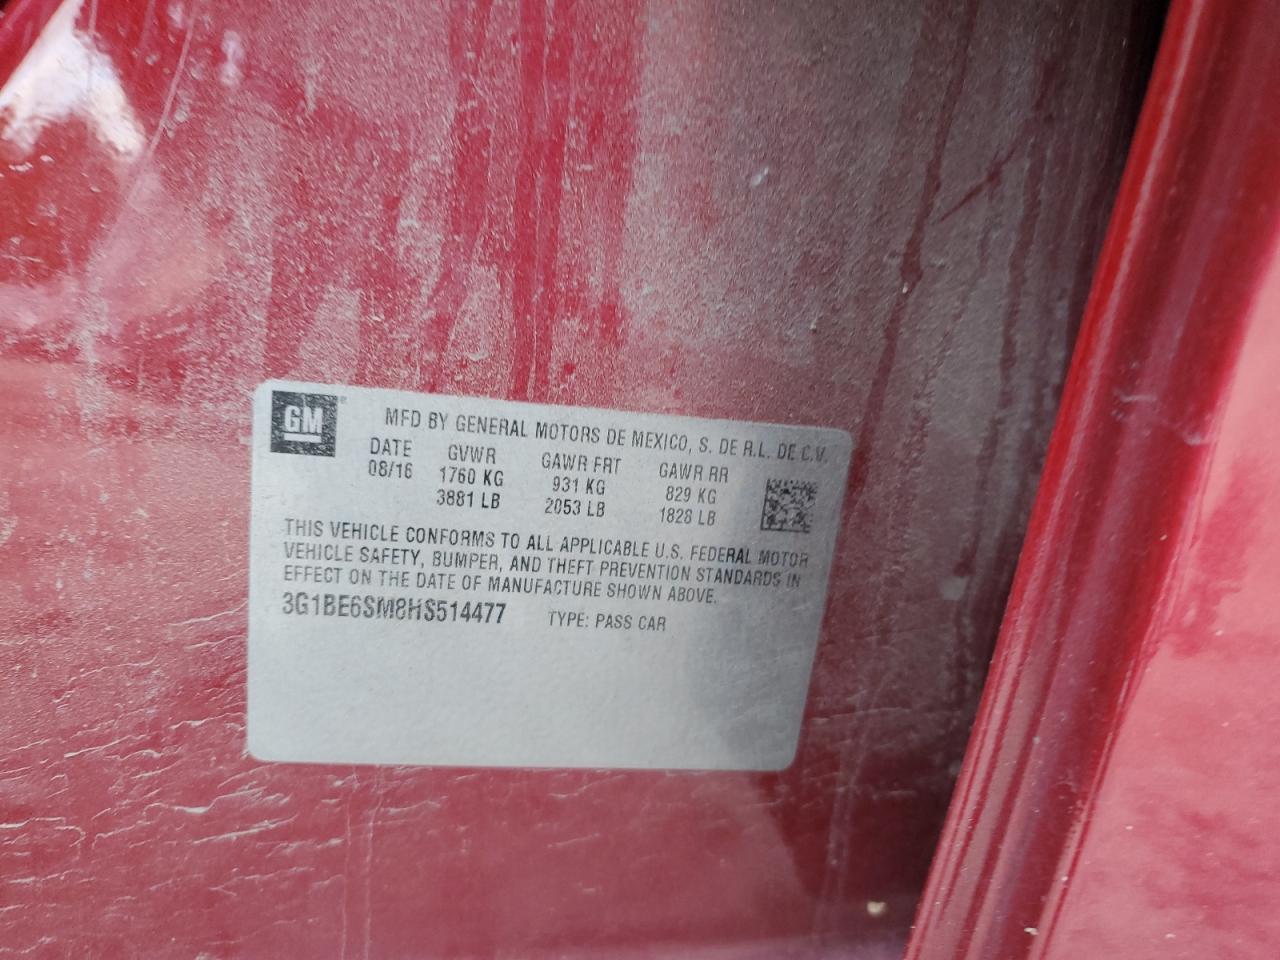 GM®
MFD BY GENERAL MOTORS DE MEXICO, S. DE R.L. DE C.V.
DATE GVWR GAWR FRT GAWR RR
08/16 1760 KG 931 KG 829 KG
3881 LB 2053 LB 1828 LB
THIS VEHICLE CONFORMS TO ALL APPLICABLE U.S. FEDERAL MOTOR
VEHICLE SAFETY, BUMPER, AND THEFT PREVENTION STANDARDS IN
EFFECT ON THE DATE OF MANUFACTURE SHOWN ABOVE.
3G1BE6SM8HS514477 TYPE: PASS CAR